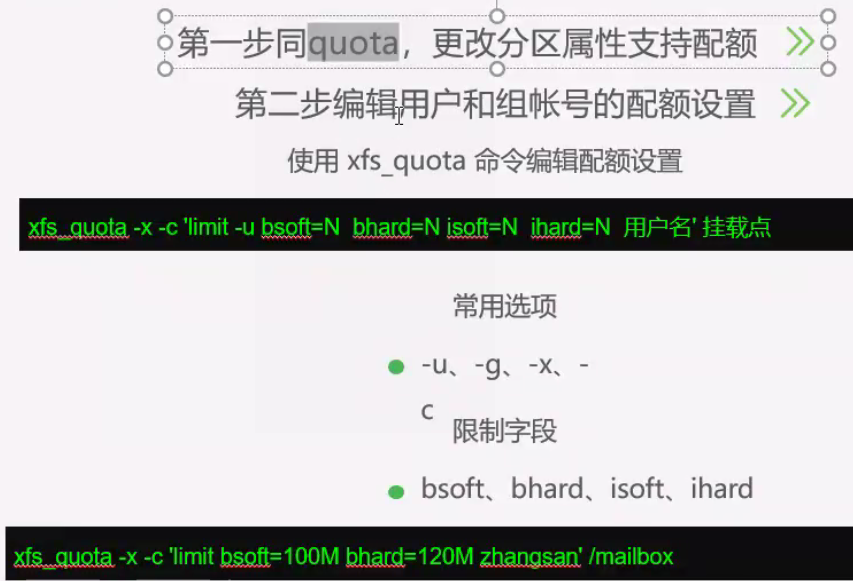 第一步同quota，更改分区属性支持配额
第二步编辑用户和组帐号的配额设置
使用 xfs_quota 命令编辑配额设置
xfs_quota -x -c 'limit -u bsoft=N bhard=N isoft=N ihard=N 用户名' 挂载点
常用选项
-u、-g、-x、-
c
限制字段
bsoft、bhard、isoft、ihard
xfs_quota -x -c 'limit bsoft=100M bhard=120M zhangsan' /mailbox